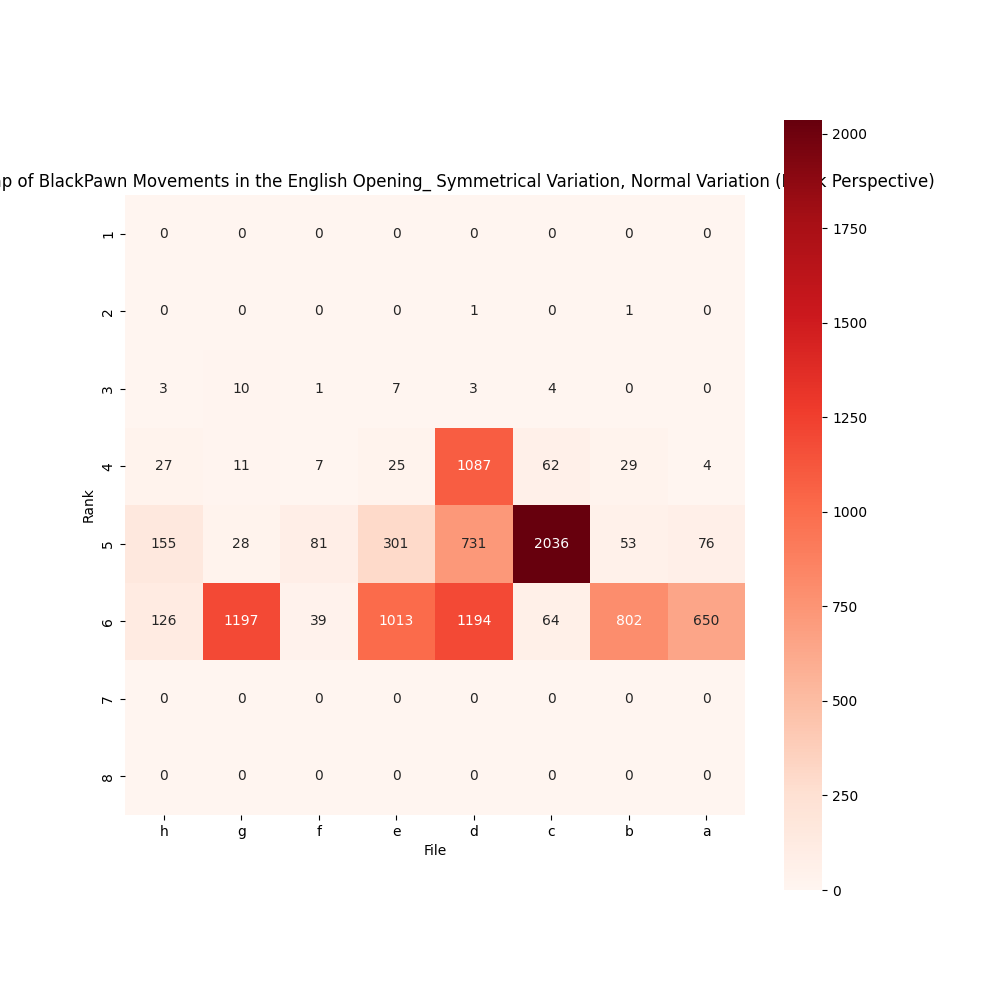 of BlackPawn Movements in the English Opening_ Symmetrical Variation, Normal Variation ( Perspective)
2000
1750
1500
1250
1000
750
500
250
0
Rank
1 0 0 0 0 0 0 0 0
2 0 0 0 0 1 0 1 0
3 3 10 1 7 3 4 0 0
4 27 11 7 25 1087 62 29 4
5 155 28 81 301 731 2036 53 76
6 126 1197 39 1013 1194 64 802 650
7 0 0 0 0 0 0 0 0
8 0 0 0 0 0 0 0 0
h g f e d c b a
File